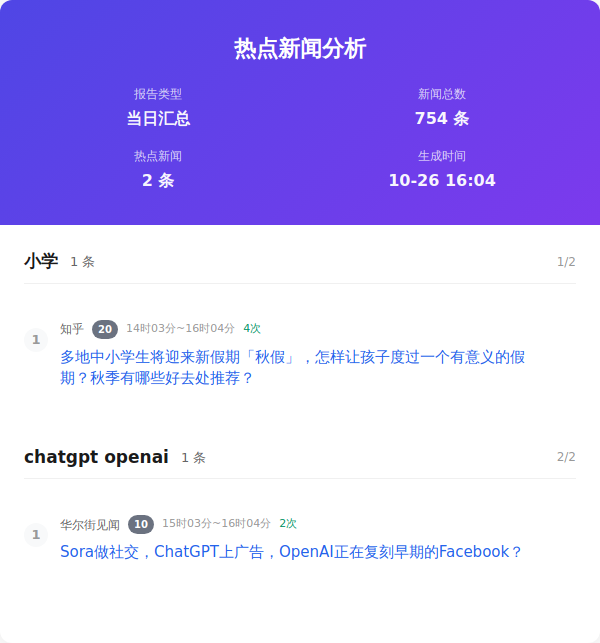 热点新闻分析
报告类型
当日汇总
新闻总数
754 条
热点新闻
2 条
生成时间
10-26 16:04
小学 1 条 1/2
1 知乎 20 14时03分~16时04分 4次
多地中小学生将迎来新假期「秋假」，怎样让孩子度过一个有意义的假
期？秋季有哪些好去处推荐？
chatgpt openai 1 条 2/2
1 华尔街见闻 10 15时03分~16时04分 2次
Sora做社交，ChatGPT上广告，OpenAI正在复刻早期的Facebook？